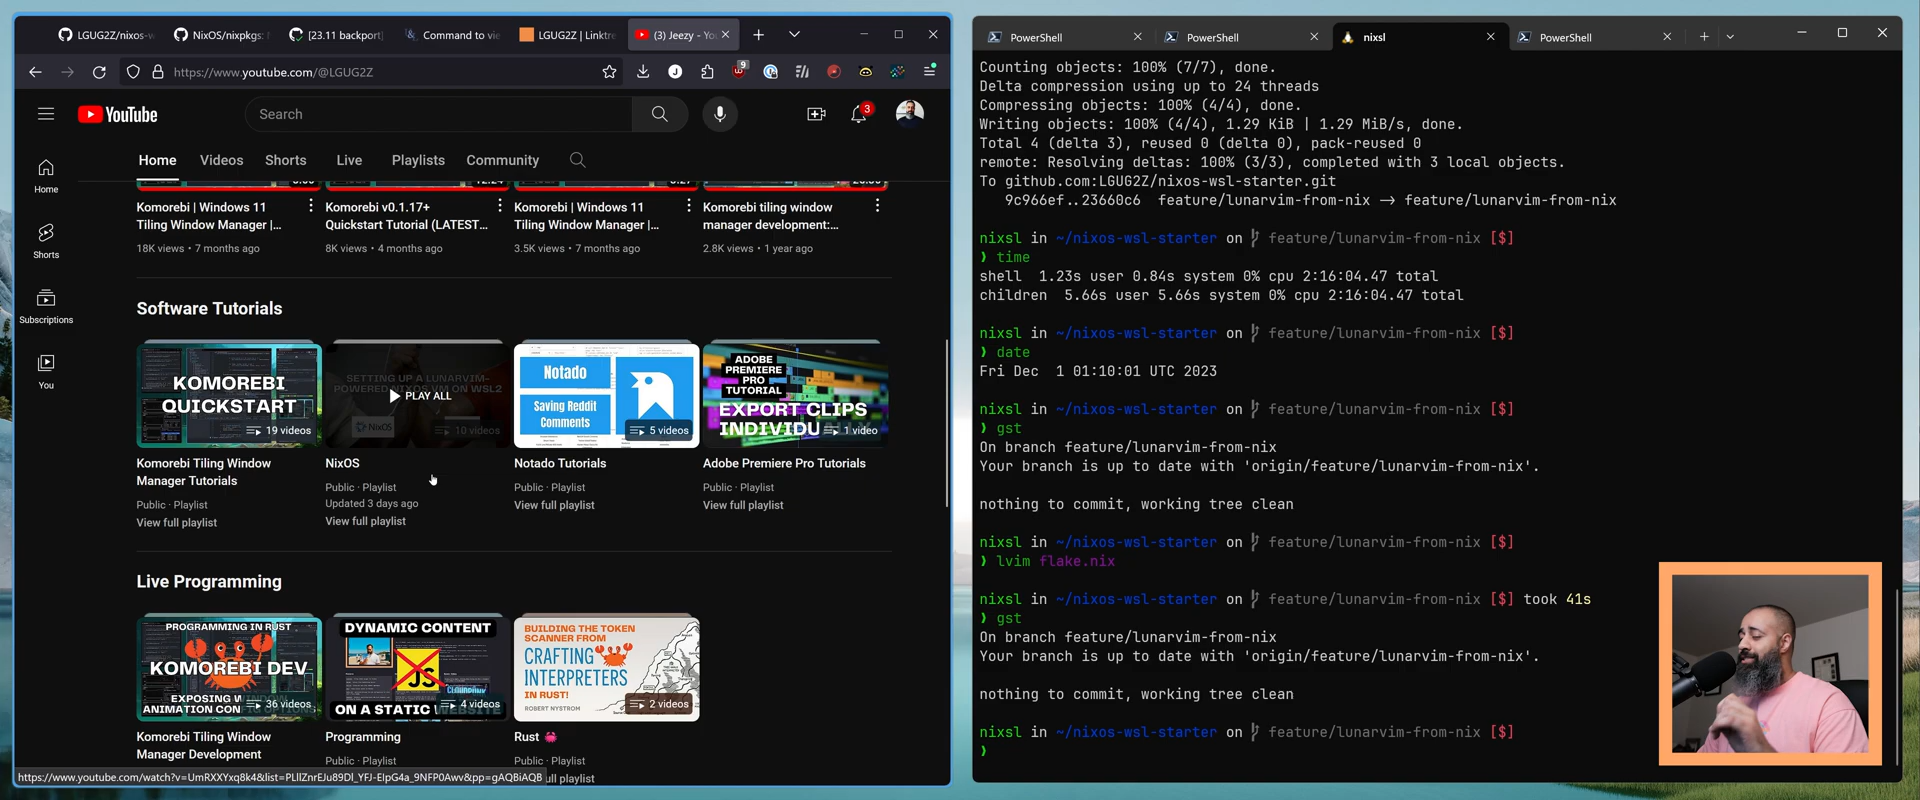 LGUG2Z/nixos-w
NixOS/nixpkgs:
[23.11 backport]
Command to vie
LGUG2Z | Linktre
(3) Jeezy - Yo
https://www.youtube.com/@LGUG2Z
9
YouTube
Search
3
Home
Videos
Shorts
Live
Playlists
Community
Home
Shorts
Subscriptions
You
Komorebi | Windows 11
Tiling Window Manager |...
18K views • 7 months ago
Komorebi v0.1.17+
Quickstart Tutorial (LATEST...
8K views • 4 months ago
Komorebi | Windows 11
Tiling Window Manager |...
3.5K views • 7 months ago
Komorebi tiling window
manager development:...
2.8K views • 1 year ago
Software Tutorials
KOMOREBI
QUICKSTART
19 videos
SETTING UP A LUNARVIM-
POWERED NIXOS VM ON WSL2
PLAY ALL
NixOS
10 videos
Notado
Saving Reddit
Comments
5 videos
ADOBE
PREMIERE
PRO
TUTORIAL
EXPORT CLIPS
INDIVIDU
1 video
Komorebi Tiling Window
Manager Tutorials
Public · Playlist
View full playlist
NixOS
Public · Playlist
Updated 3 days ago
View full playlist
Notado Tutorials
Public · Playlist
View full playlist
Adobe Premiere Pro Tutorials
Public · Playlist
View full playlist
Live Programming
PROGRAMMING IN RUST
KOMOREBI DEV
EXPOSING W
ANIMATION CON
36 videos
DYNAMIC CONTENT
JS
ON A STATIC
4 videos
BUILDING THE TOKEN
SCANNER FROM
CRAFTING
INTERPRETERS
IN RUST!
ROBERT NYSTROM
2 videos
Komorebi Tiling Window
Manager Development
Programming
Public · Playlist
Rust 🦀
Public · Playlist
ull playlist
https://www.youtube.com/watch?v=UmRXXYxq8k4&list=PLllZnrEJu89Dl_YFJ-ElpG4a_9NFP0Awv&pp=gAQBiAQB
PowerShell
PowerShell
nixsl
PowerShell
Counting objects: 100% (7/7), done.
Delta compression using up to 24 threads
Compressing objects: 100% (4/4), done.
Writing objects: 100% (4/4), 1.29 KiB | 1.29 MiB/s, done.
Total 4 (delta 3), reused 0 (delta 0), pack-reused 0
remote: Resolving deltas: 100% (3/3), completed with 3 local objects.
To github.com:LGUG2Z/nixos-wsl-starter.git
9c966ef..23660c6  feature/lunarvim-from-nix -> feature/lunarvim-from-nix
nixsl in ~/nixos-wsl-starter on feature/lunarvim-from-nix [$]
❯ time
shell  1.23s user 0.84s system 0% cpu 2:16:04.47 total
children  5.66s user 5.66s system 0% cpu 2:16:04.47 total
nixsl in ~/nixos-wsl-starter on feature/lunarvim-from-nix [$]
❯ date
Fri Dec  1 01:10:01 UTC 2023
nixsl in ~/nixos-wsl-starter on feature/lunarvim-from-nix [$]
❯ gst
On branch feature/lunarvim-from-nix
Your branch is up to date with 'origin/feature/lunarvim-from-nix'.
nothing to commit, working tree clean
nixsl in ~/nixos-wsl-starter on feature/lunarvim-from-nix [$]
❯ lvim flake.nix
nixsl in ~/nixos-wsl-starter on feature/lunarvim-from-nix [$] took 41s
❯ gst
On branch feature/lunarvim-from-nix
Your branch is up to date with 'origin/feature/lunarvim-from-nix'.
nothing to commit, working tree clean
nixsl in ~/nixos-wsl-starter on feature/lunarvim-from-nix [$]
❯